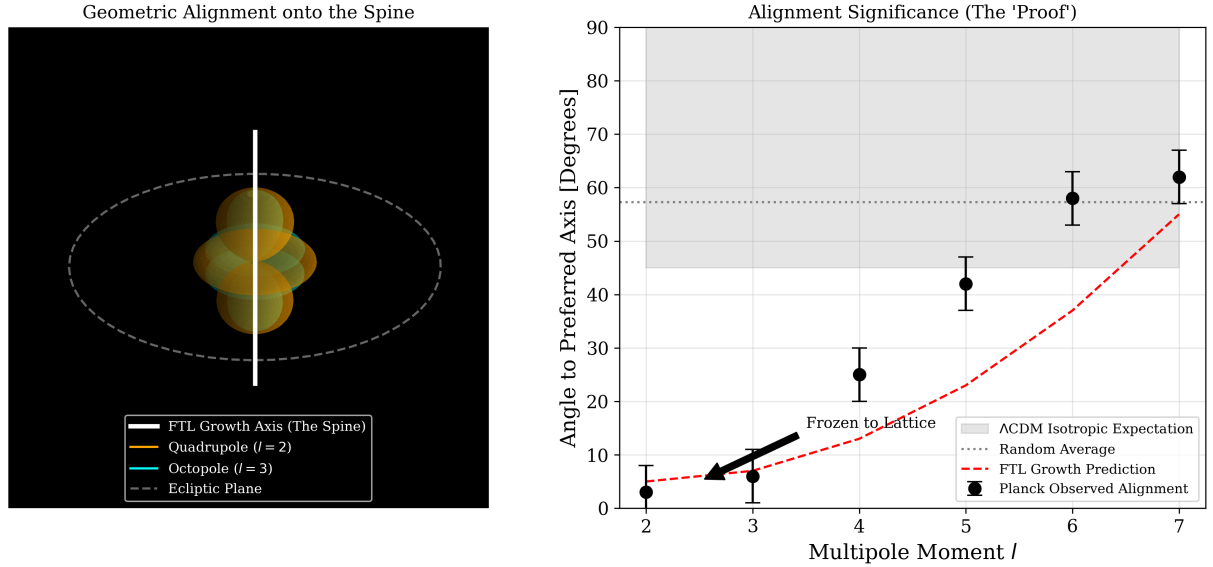 Geometric Alignment onto the Spine
FTL Growth Axis (The Spine)
Quadrupole (l = 2)
Octopole (l = 3)
Ecliptic Plane
Alignment Significance (The 'Proof')
Angle to Preferred Axis [Degrees]
90
80
70
60
50
40
30
20
10
0
Frozen to Lattice
ΛCDM Isotropic Expectation
Random Average
FTL Growth Prediction
Planck Observed Alignment
2 3 4 5 6 7
Multipole Moment l